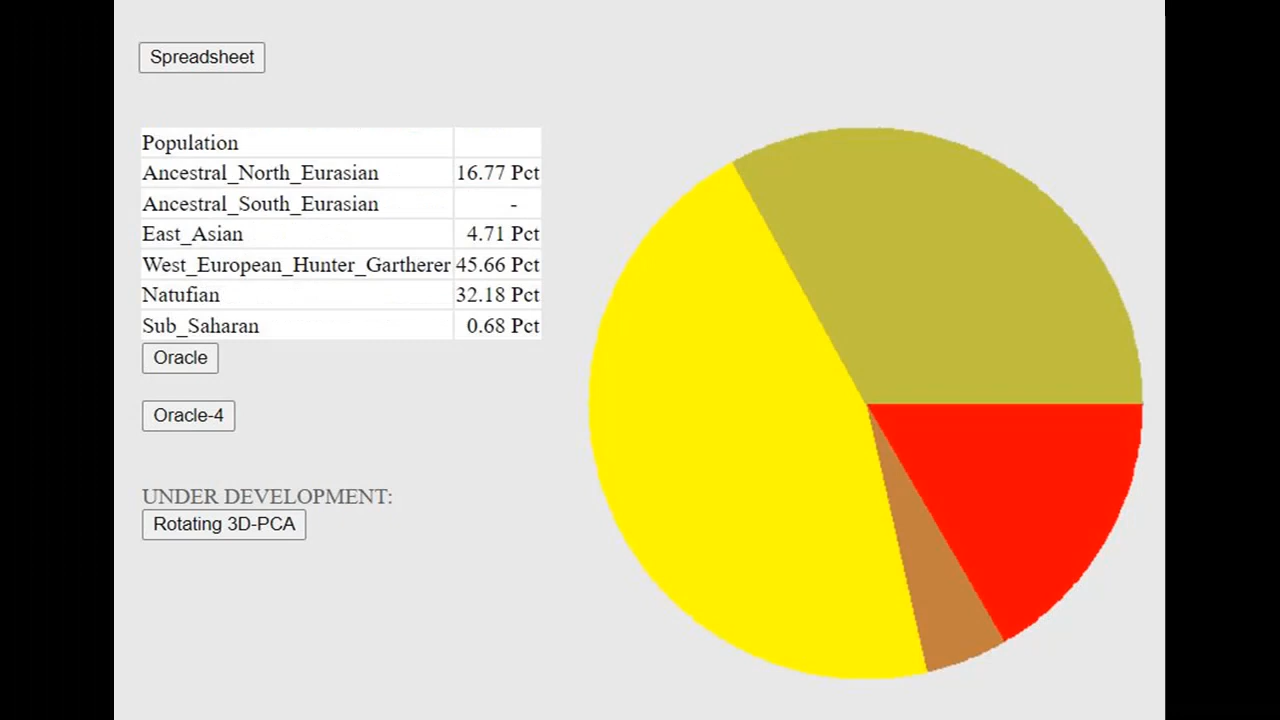 Spreadsheet
Population
Ancestral_North_Eurasian 16.77 Pct
Ancestral_South_Eurasian -
East_Asian 4.71 Pct
West_European_Hunter_Gartherer 45.66 Pct
Natufian 32.18 Pct
Sub_Saharan 0.68 Pct
Oracle
Oracle-4
UNDER DEVELOPMENT:
Rotating 3D-PCA